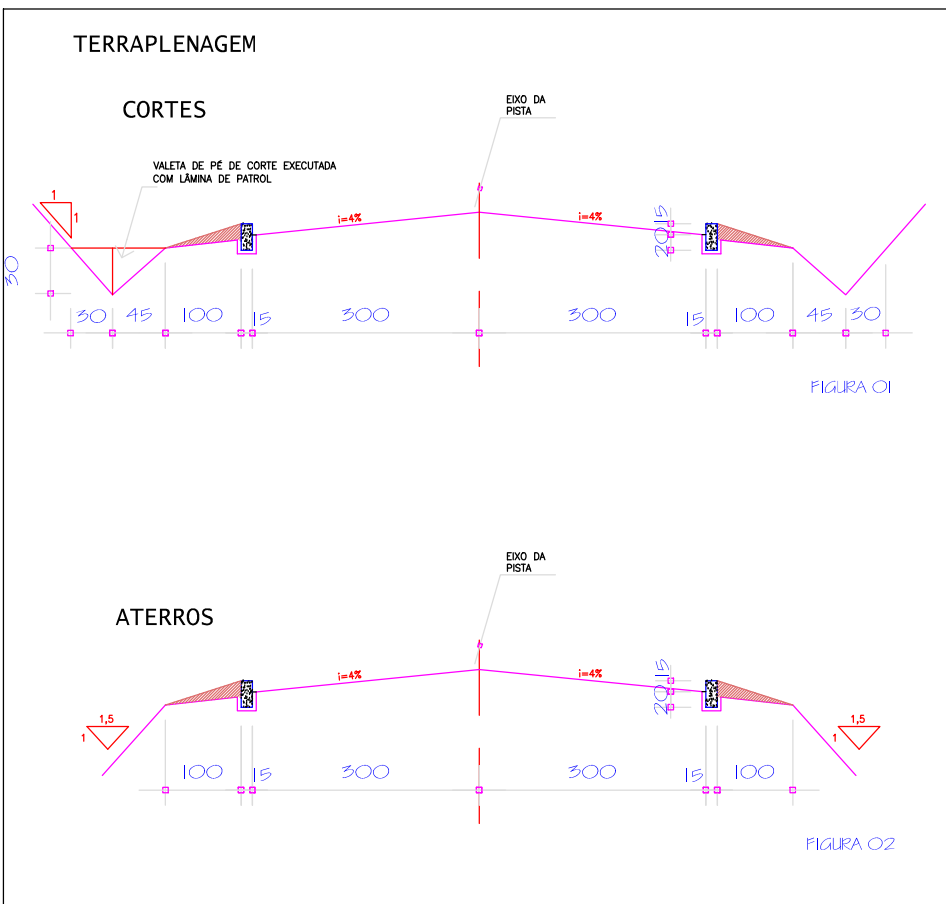 TERRAPLENAGEM
CORTES
EIXO DA
PISTA
VALETA DE PÉ DE CORTE EXECUTADA
COM LÂMINA DE PATROL
1
1
i=4%
i=4%
15
20
30
30
45
100
15
300
300
15
100
45
30
FIGURA 01
EIXO DA
PISTA
ATERROS
i=4%
i=4%
15
20
1,5
1
1,5
1
100
15
300
300
15
100
FIGURA 02